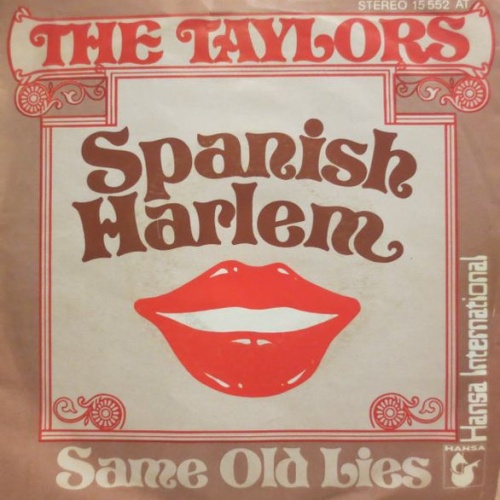 STEREO 15 552 AT
THE TAYLORS
Spanish
Harlem
Hansa International
HANSA
Same Old Lies